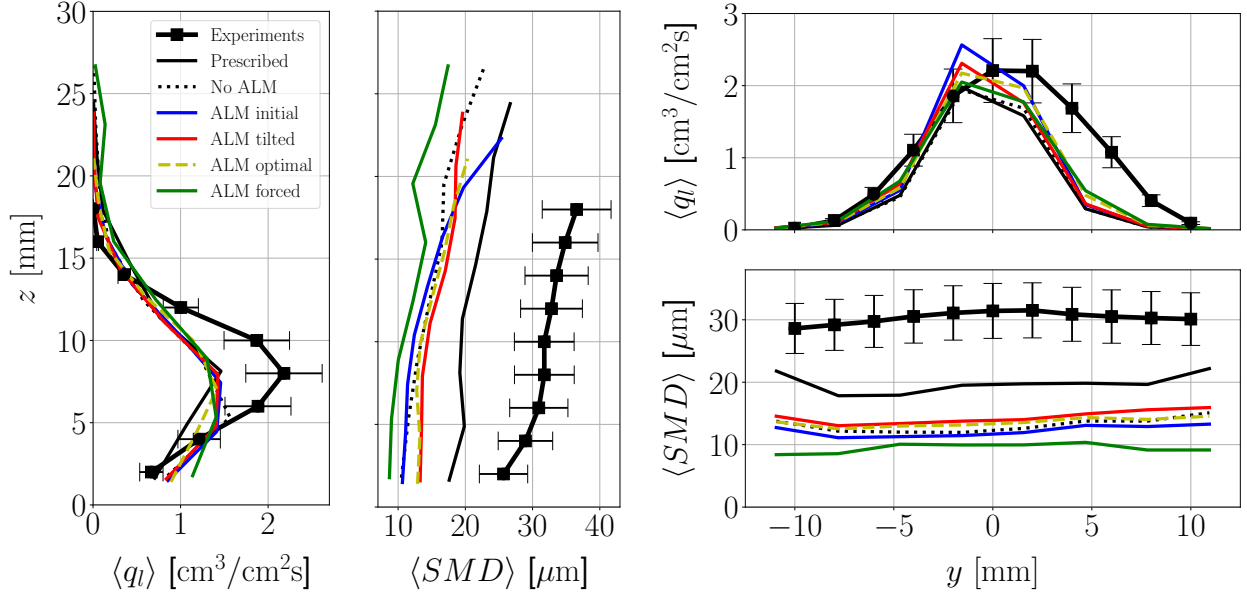 30
25
20
15
10
5
0
z [mm]
Experiments
Prescribed
No ALM
ALM initial
ALM tilted
ALM optimal
ALM forced
0
1
2
⟨q_l⟩ [cm³/cm²s]
10
20
30
40
⟨SMD⟩ [μm]
3
2
1
0
⟨q_l⟩ [cm³/cm²s]
30
20
10
0
⟨SMD⟩ [μm]
−10
−5
0
5
10
y [mm]